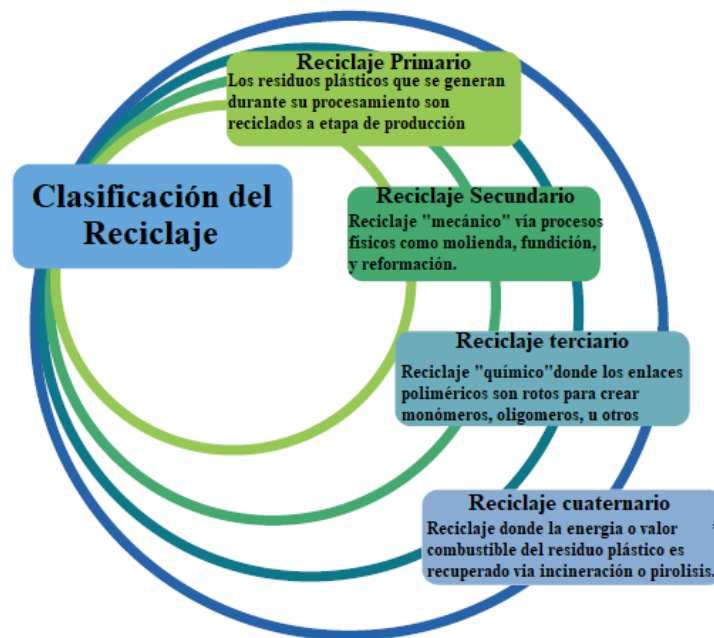 Reciclaje Primario
Los residuos plásticos que se generan
durante su procesamiento son
reciclados a etapa de producción
Clasificación del
Reciclaje
Reciclaje Secundario
Reciclaje "mecánico" vía procesos
físicos como molienda, fundición,
y reformación.
Reciclaje terciario
Reciclaje "químico"donde los enlaces
poliméricos son rotos para crear
monómeros, oligomeros, u otros
Reciclaje cuaternario
Reciclaje donde la energia o valor
combustible del residuo plástico es
recuperado via incineración o pirolisis.